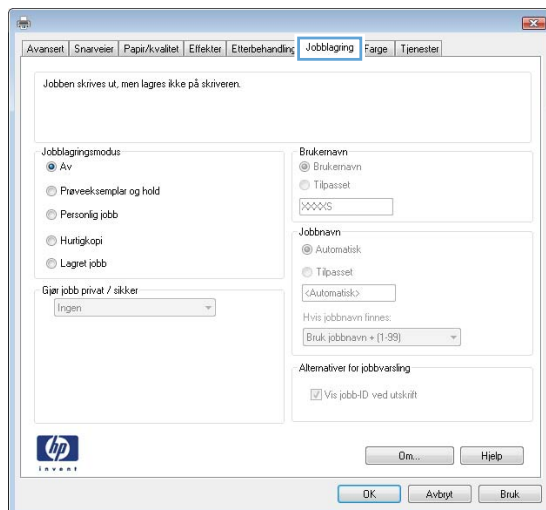 Avansert Snarveier Papir/kvalitet Effekter Etterbehandling Jobblagring Farge Tjenester
Jobben skrives ut, men lagres ikke på skriveren.
Jobblagringsmodus
Av
Prøveeksemplar og hold
Personlig jobb
Hurtigkopi
Lagret jobb
Gjør jobb privat / sikker
Ingen
Brukernavn
Brukernavn
Tilpasset
XXXXS
Jobbnavn
Automatisk
Tilpasset
<Automatisk>
Hvis jobbnavn finnes:
Bruk jobbnavn + (1-99)
Alternativer for jobbvarsling
Vis jobb-ID ved utskrift
hp
invent
Om... Hjelp
OK Avbryt Bruk